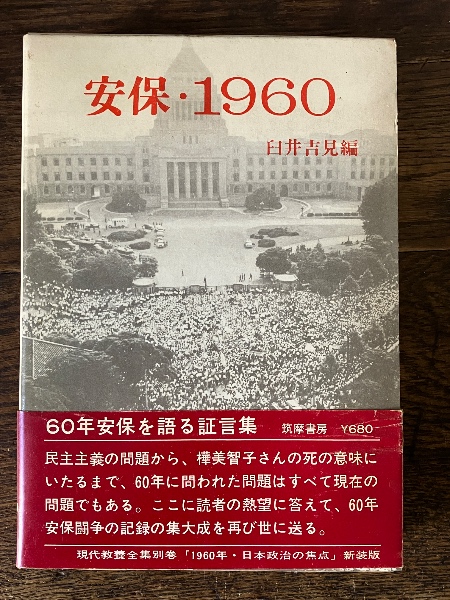 安保・1960
臼井吉見編
60年安保を語る証言集 筑摩書房 ¥680
民主主義の問題から、樺美智子さんの死の意味に
いたるまで、60年に問われた問題はすべて現在の
問題でもある。ここに読者の熱望に答えて、60年
安保闘争の記録の集大成を再び世に送る。
現代教養全集別巻「1960年・日本政治の焦点」新装版